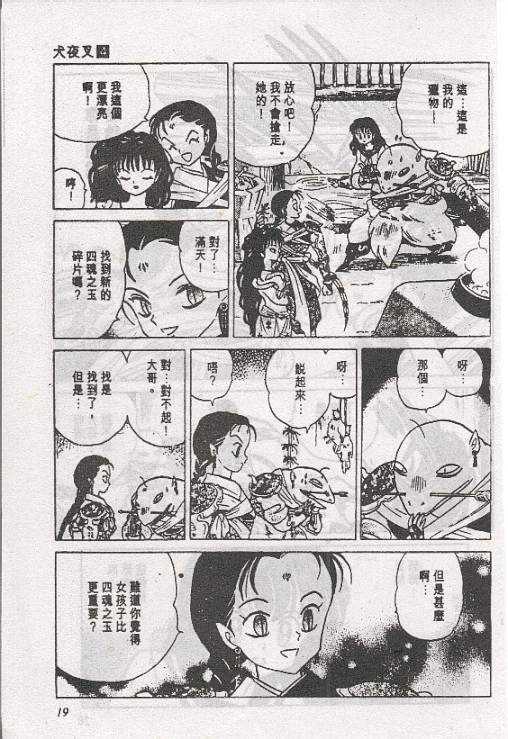 犬夜叉四
這…這是
我的
獵物！
放心吧！
我不會搶走
她的！
我這個
更漂亮
啊！
哼！
對了…
滿天！
找到新的
四魂之玉
碎片嗎？
呀…
那個…
呀…
說起來…
唔？
對…對不起！
大哥。
找是
找到了，
但是…
但是甚麼
啊…
難道你覺得
女孩子比
四魂之玉
更重要？
19